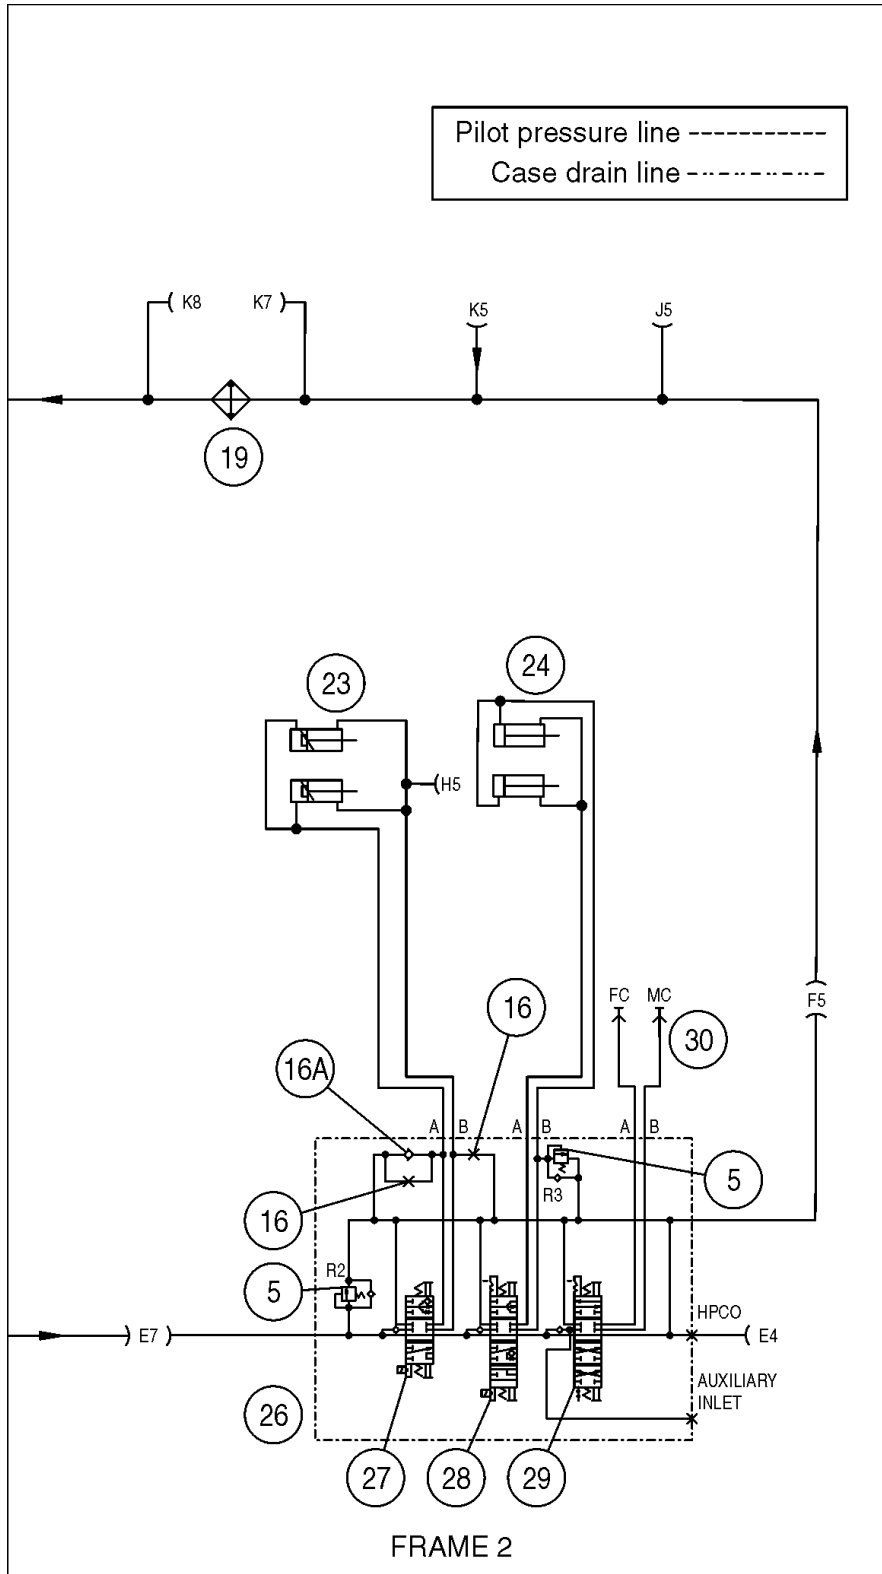 Pilot pressure line
Case drain line
K8
K7
K5
J5
19
23
24
H5
16
FC
MC
30
F5
16A
A
B
A
B
A
B
5
16
R3
R2
5
HPCO
E7
E4
AUXILIARY
INLET
26
27
28
29
FRAME 2